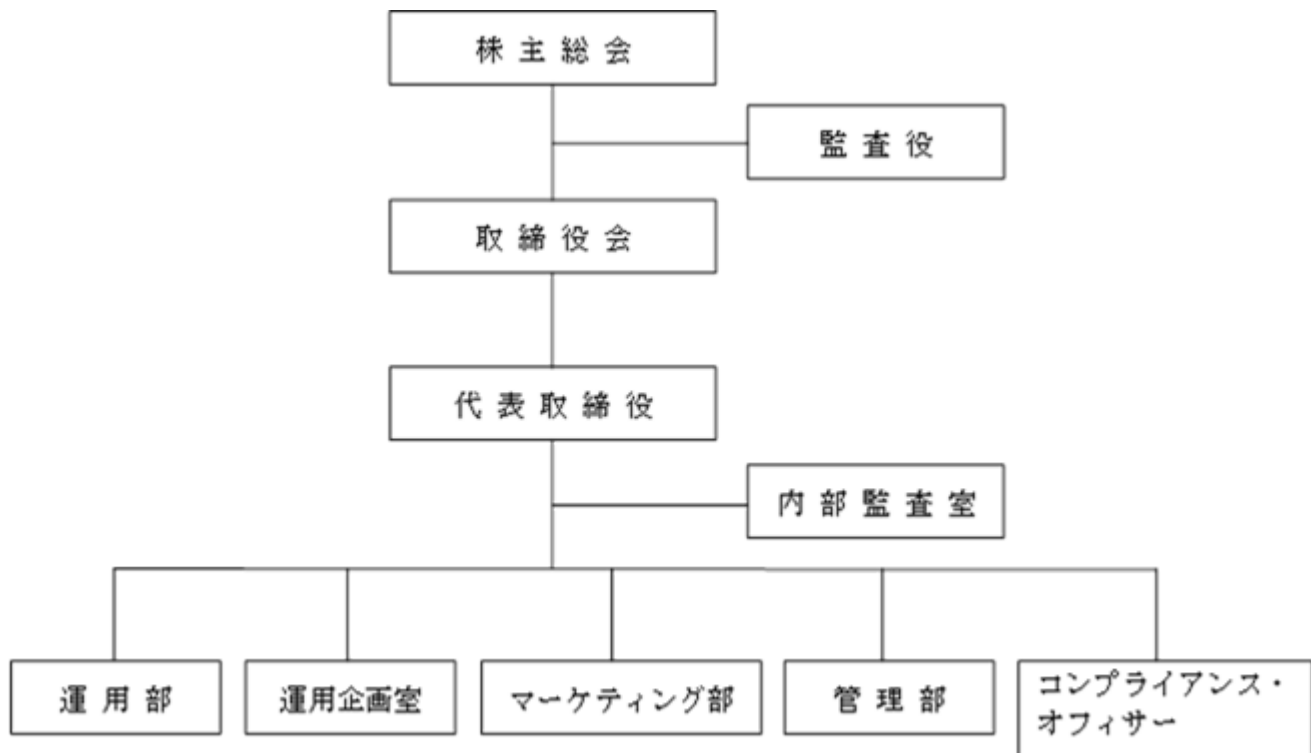 株主総会
監査役
取締役会
代表取締役
内部監査室
運用部
運用企画室
マーケティング部
管理部
コンプライアンス・
オフィサー